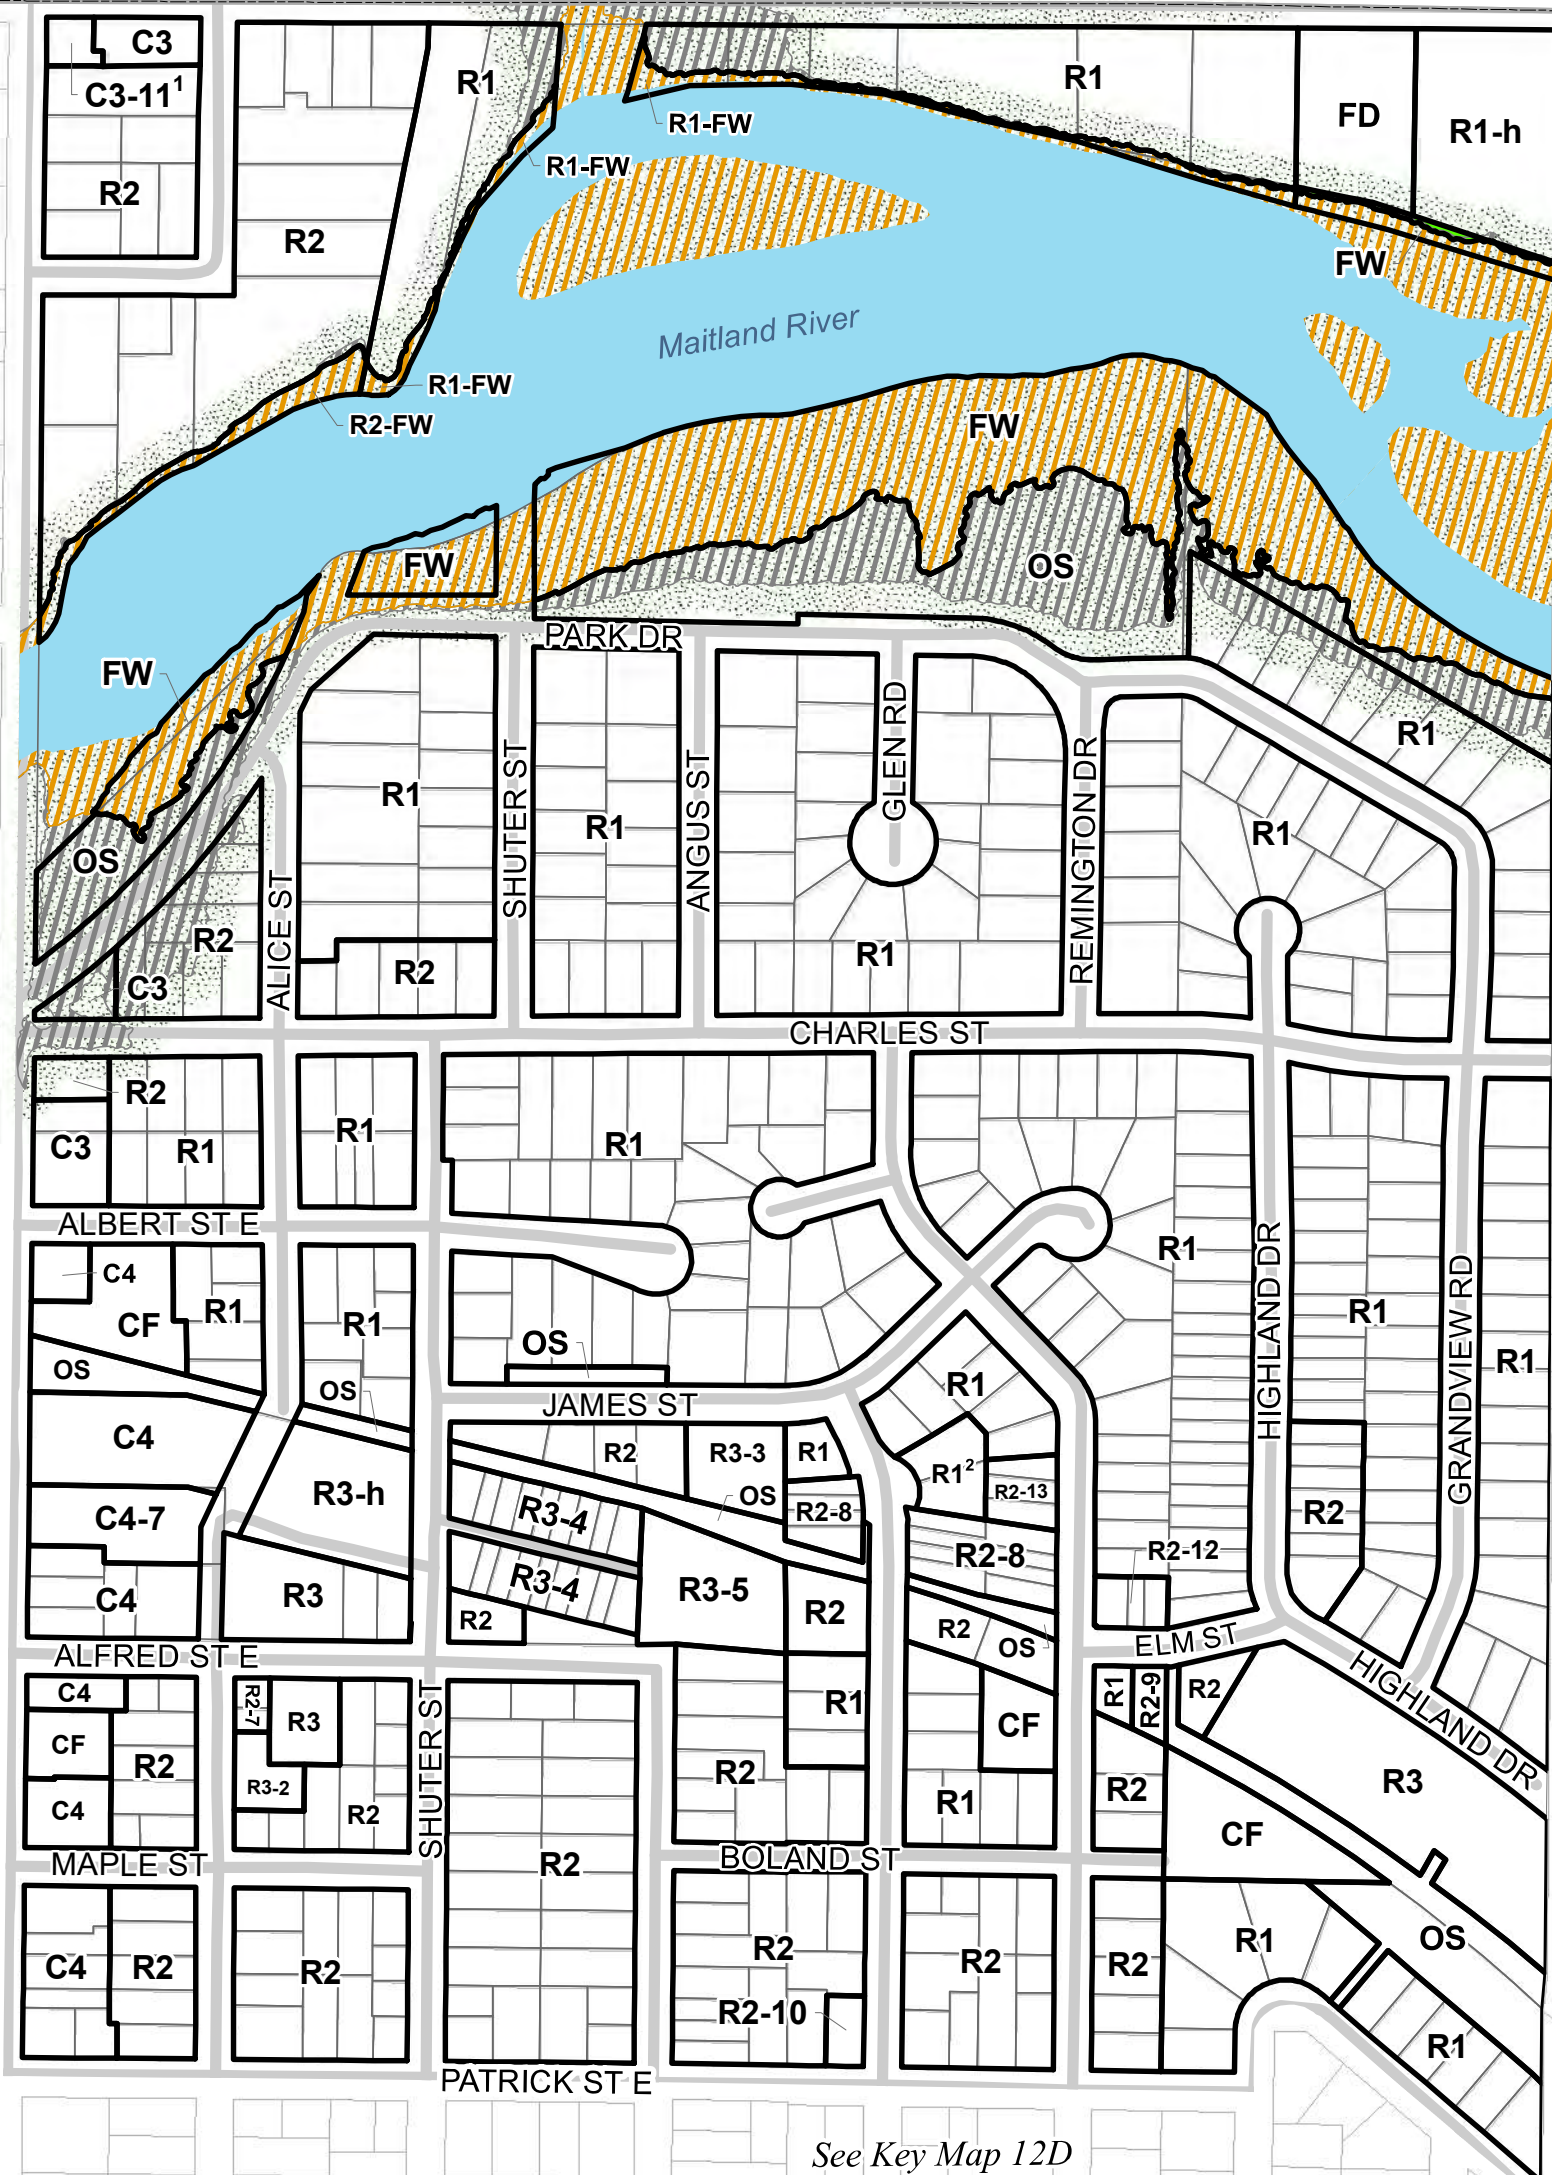 C3
C3-11¹
R2
R2
R1
R1-FW
R1-FW
R1
FD
R1-h
FW
Maitland River
R1-FW
R2-FW
FW
FW
OS
FW
PARK DR
R1
R1
SHUTER ST
R1
ANGUS ST
GLEN RD
R1
REMINGTON DR
R1
OS
R2
C3
ALICE ST
R2
CHARLES ST
R2
C3
R1
R1
R1
R1
HIGHLAND DR
R1
GRANDVIEW RD
R1
ALBERT ST E
C4
CF
R1
R1
OS
OS
OS
JAMES ST
R1
C4
R3-h
R2
R3-3
R1
OS
R2-8
R1²
R2-13
R2
C4-7
R3-4
R3-4
R3-5
R2-8
R2-12
C4
R3
R2
R2
R2
OS
ELM ST
ALFRED ST E
HIGHLAND DR
C4
CF
C4
R2
R2-7
R3
R3-2
R2
SHUTER ST
R1
R2
CF
R1
R1
R2-9
R2
R2
R3
CF
MAPLE ST
R2
BOLAND ST
C4
R2
R2
R2
R2-10
R2
R2
R1
OS
R1
PATRICK ST E
See Key Map 12D